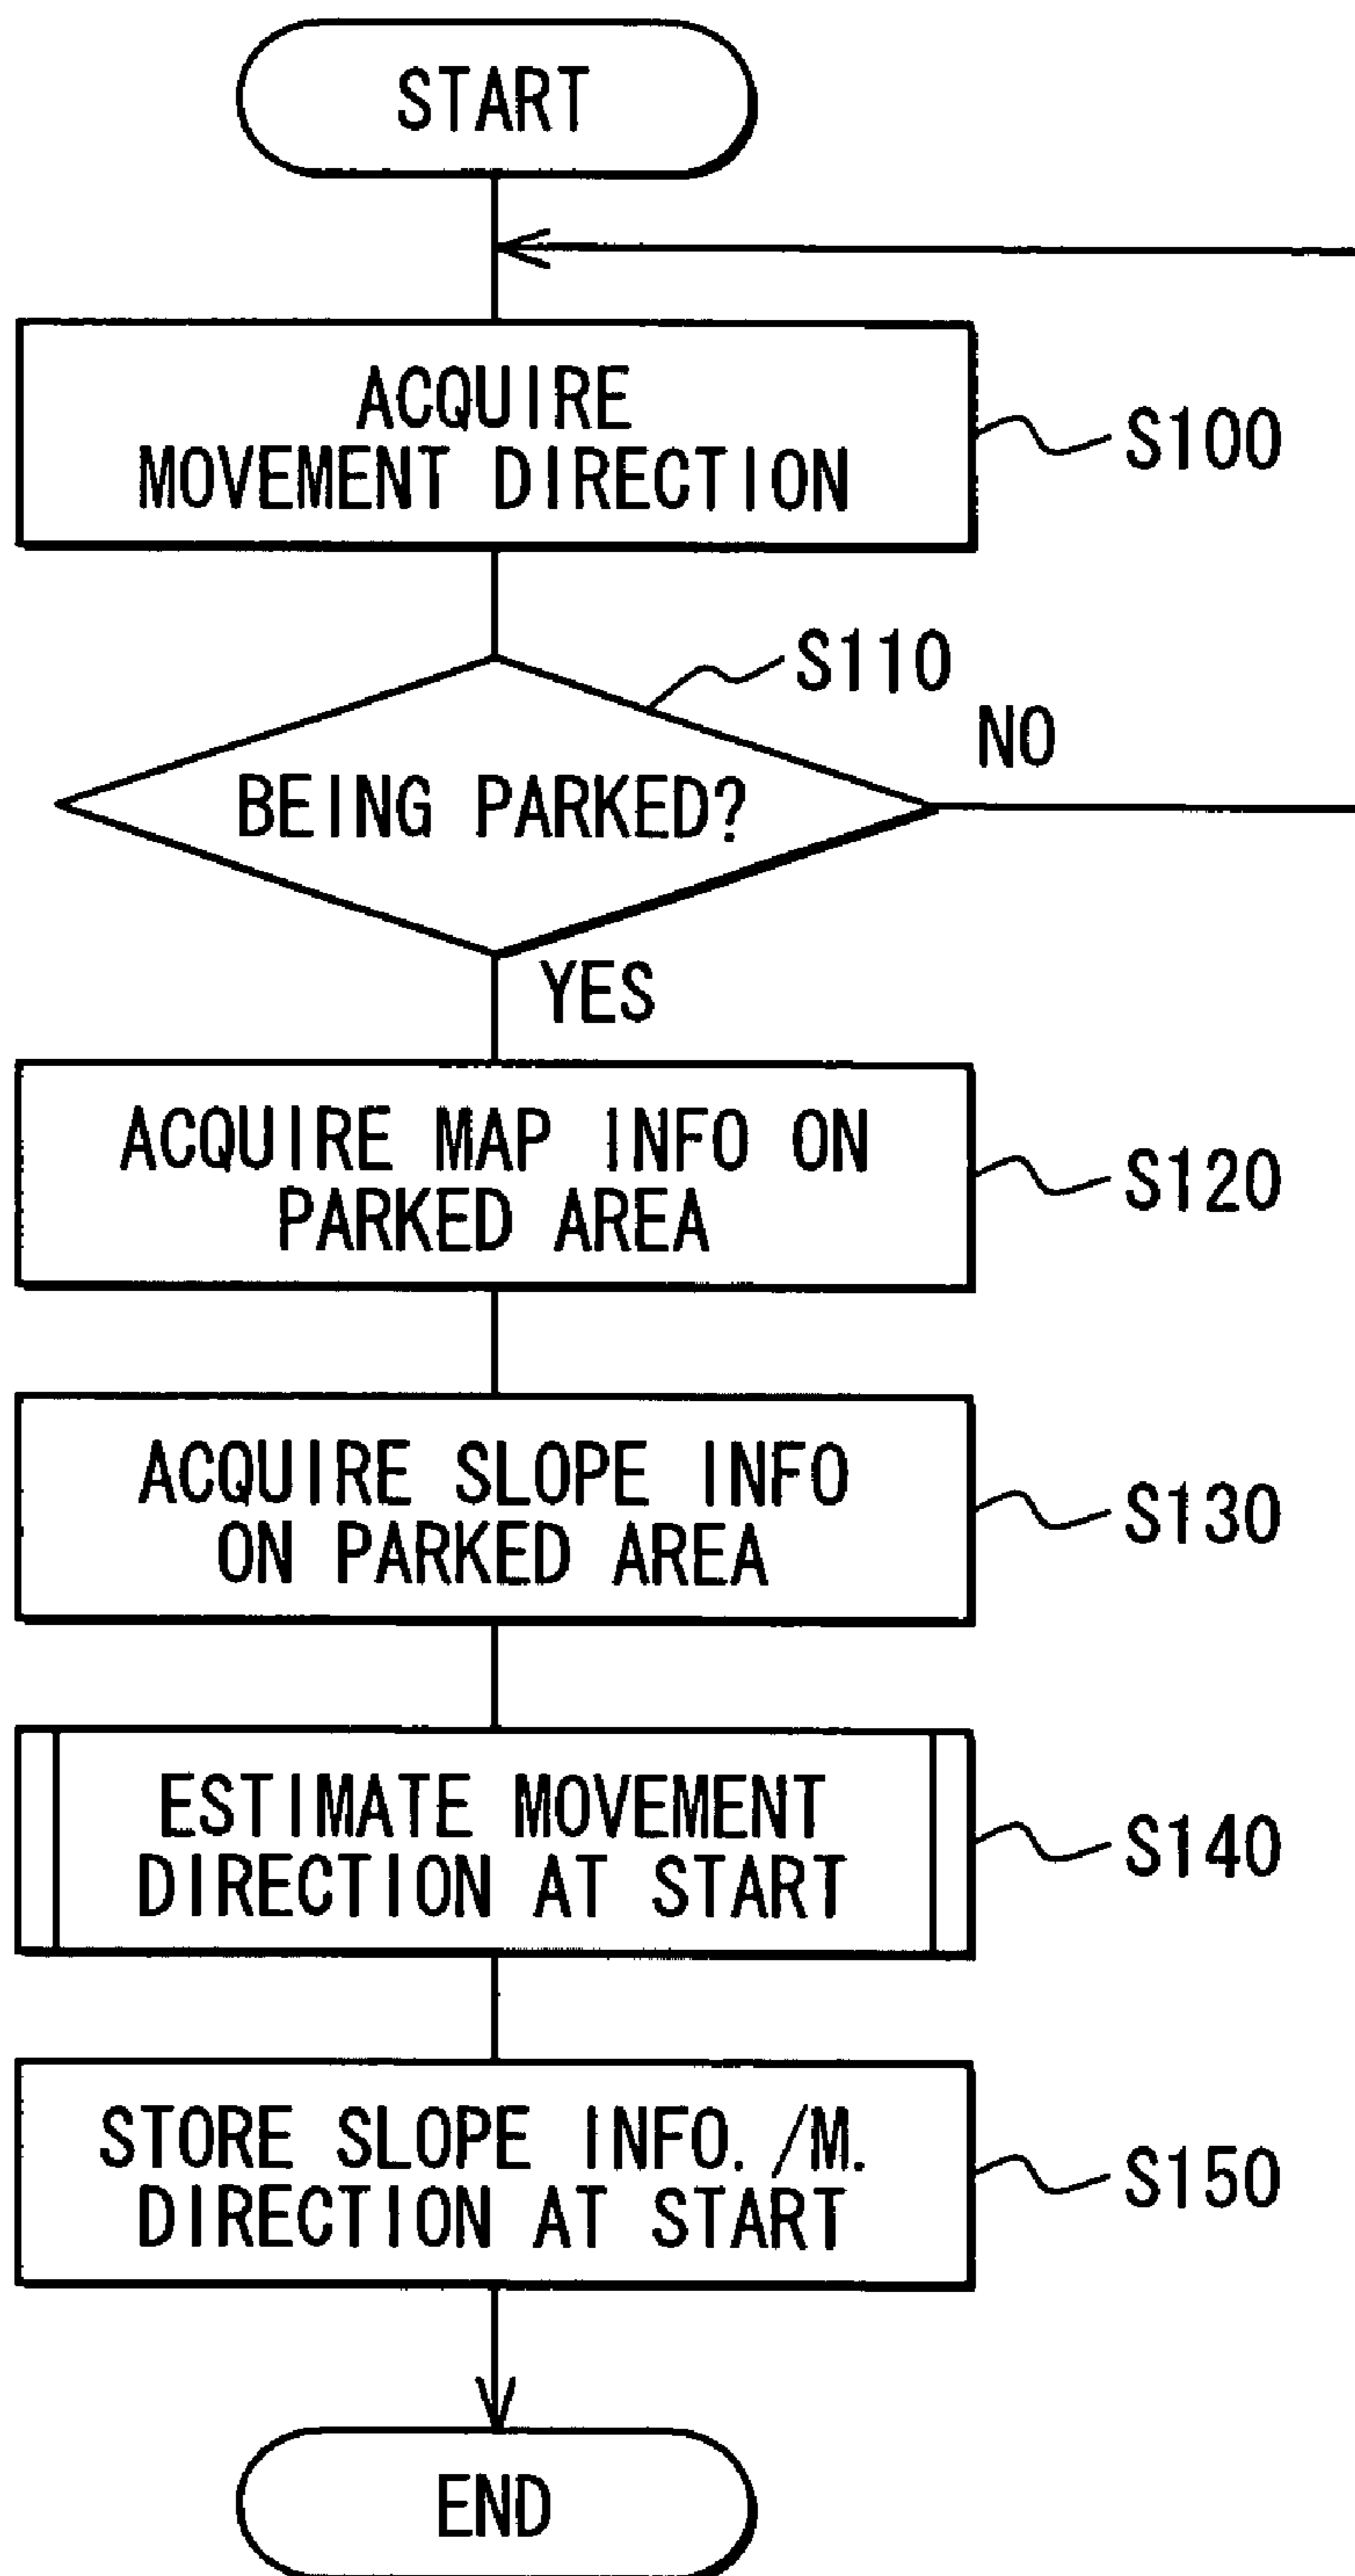 START
ACQUIRE
MOVEMENT DIRECTION
S100
S110
NO
BEING PARKED?
YES
ACQUIRE MAP INFO ON
PARKED AREA
S120
ACQUIRE SLOPE INFO
ON PARKED AREA
S130
ESTIMATE MOVEMENT
DIRECTION AT START
S140
STORE SLOPE INFO. /M.
DIRECTION AT START
S150
END